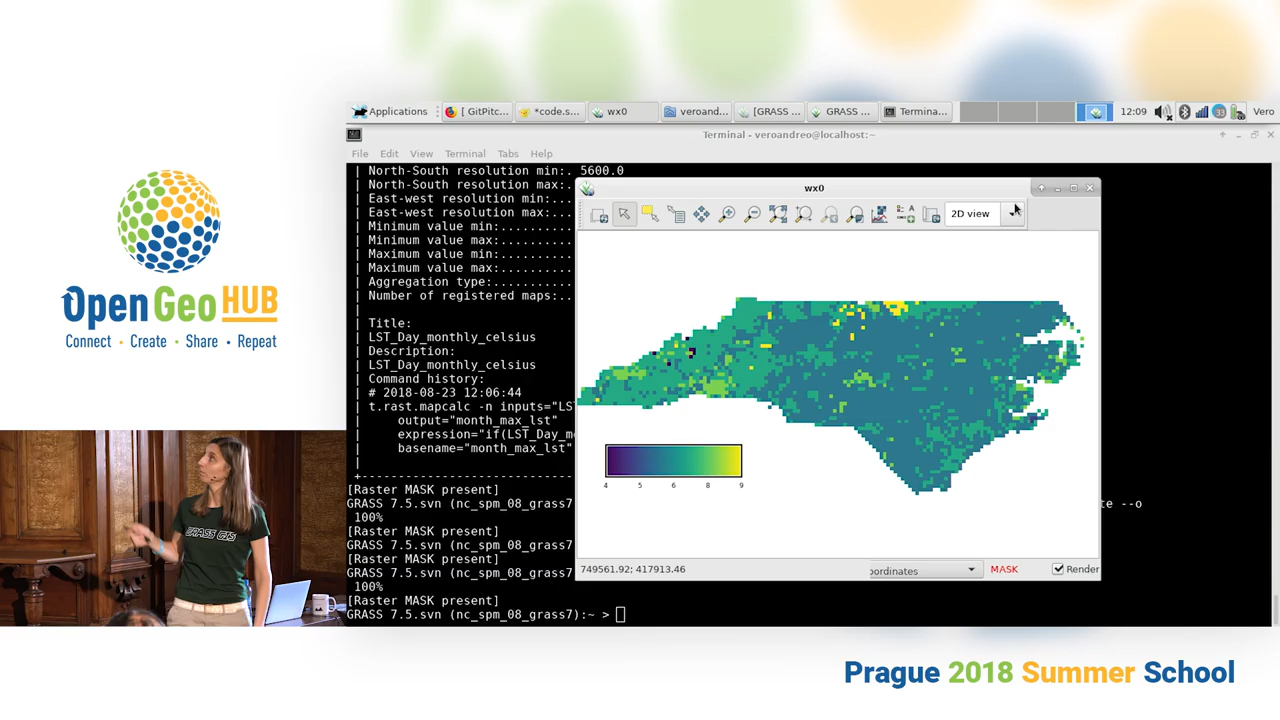 Applications
[ GitPitc...
*code.s...
wx0
veroand...
[GRASS ...
GRASS ...
Termina...
12:09
33
Vero
Terminal - veroandreo@localhost:~
File Edit View Terminal Tabs Help
| North-South resolution min:. 5600.0
| North-South resolution max:.
| East-west resolution min:...
| East-west resolution max:...
| Minimum value min:..........
| Minimum value max:..........
| Maximum value min:..........
| Maximum value max:..........
| Aggregation type:...........
| Number of registered maps:..
|
| Title:
| LST_Day_monthly_celsius
| Description:
| LST_Day_monthly_celsius
| Command history:
| # 2018-08-23 12:06:44
| t.rast.mapcalc -n inputs="LST
| output="month_max_lst"
| expression="if(LST_Day_mo
| basename="month_max_lst"
|
[Raster MASK present]
GRASS 7.5.svn (nc_spm_08_grass7
te --o
100%
[Raster MASK present]
GRASS 7.5.svn (nc_spm_08_grass7
[Raster MASK present]
GRASS 7.5.svn (nc_spm_08_grass7
100%
[Raster MASK present]
GRASS 7.5.svn (nc_spm_08_grass7):~ >
wx0
2D view
4 5 6 8 9
749561.92; 417913.46
oordinates
MASK
Render
OpenGeoHUB
Connect • Create • Share • Repeat
GRASS GIS
Prague 2018 Summer School